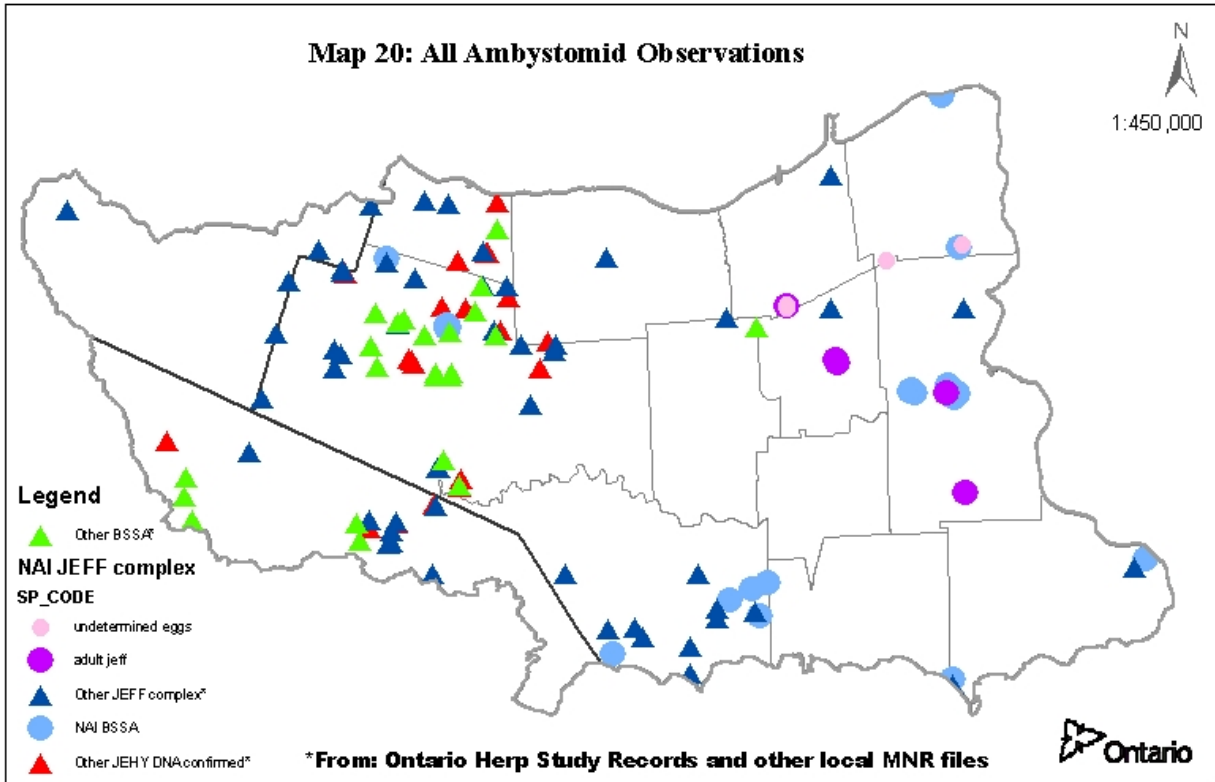 Map 20: All Ambystomid Observations
N
1:450,000
Legend
Other BSSA*
NAI JEFF complex
SP_CODE
undetermined eggs
adult jeff
Other JEFF complex*
NAI BSSA
Other JEHY DNA confirmed*
*From: Ontario Herp Study Records and other local MNR files
Ontario